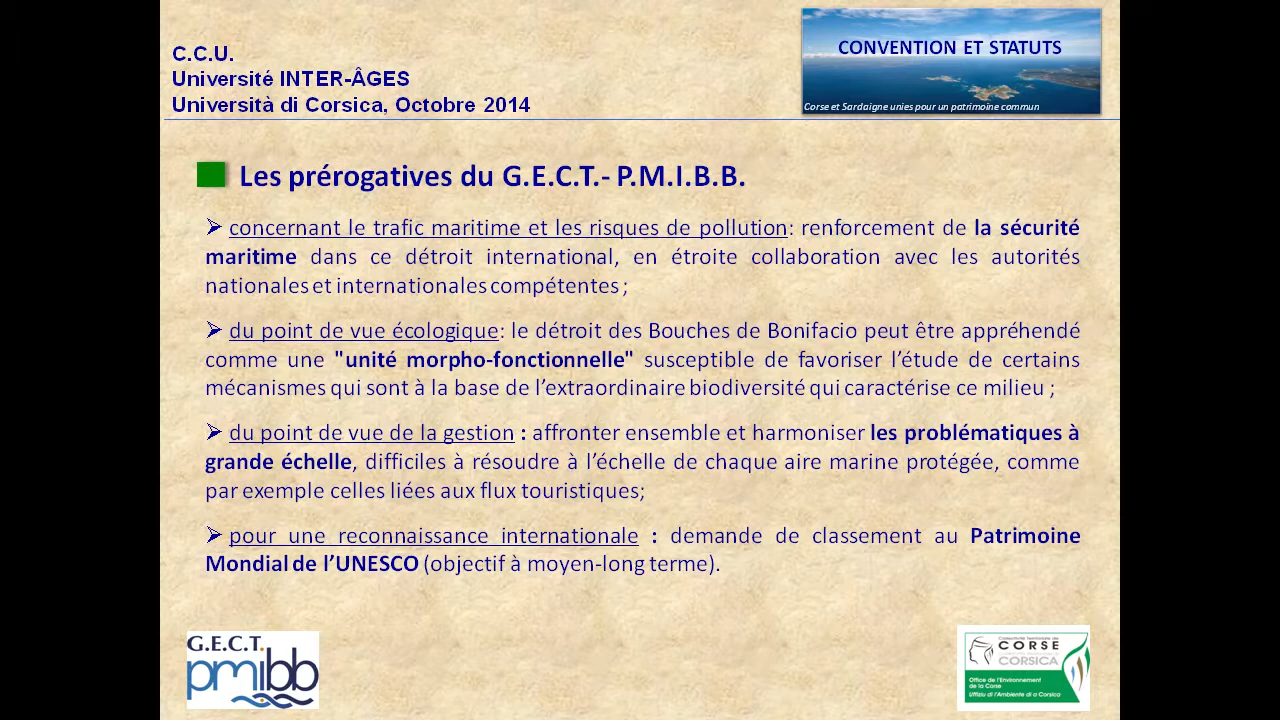 C.C.U.
Université INTER-ÂGES
Università di Corsica, Octobre 2014
CONVENTION ET STATUTS
Corse et Sardaigne unies pour un patrimoine commun
Les prérogatives du G.E.C.T.- P.M.I.B.B.
concernant le trafic maritime et les risques de pollution: renforcement de la sécurité
maritime dans ce détroit international, en étroite collaboration avec les autorités
nationales et internationales compétentes ;
du point de vue écologique: le détroit des Bouches de Bonifacio peut être appréhendé
comme une "unité morpho-fonctionnelle" susceptible de favoriser l’étude de certains
mécanismes qui sont à la base de l’extraordinaire biodiversité qui caractérise ce milieu ;
du point de vue de la gestion : affronter ensemble et harmoniser les problématiques à
grande échelle, difficiles à résoudre à l’échelle de chaque aire marine protégée, comme
par exemple celles liées aux flux touristiques;
pour une reconnaissance internationale : demande de classement au Patrimoine
Mondial de l’UNESCO (objectif à moyen-long terme).
G.E.C.T.
pmibb
CORSE
CORSICA
Office de l'Environnement
de la Corse
Uffiziu di l'Ambiente di a Corsica